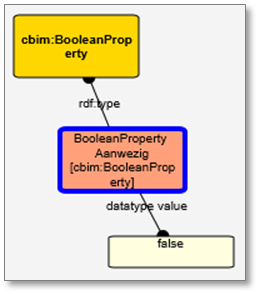 cbim:BooleanProp
erty
rdf:type
BooleanProperty
Aanwezig
[cbim:BooleanProp
erty]
datatype value
false